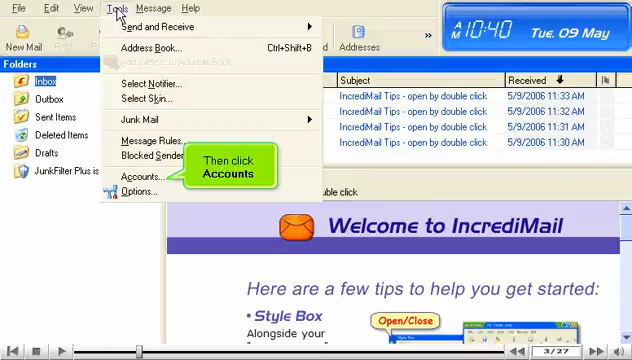 File Edit View Tools Message Help
AM 10:40 Tue. 09 May
New Mail
Addresses
»
Send and Receive
Address Book... Ctrl+Shift+B
Add Sender to Address Book
Select Notifier...
Select Skin...
Junk Mail
Message Rules...
Blocked Sender
Accounts...
Options...
Then click
Accounts
Folders
Inbox
Outbox
Sent Items
Deleted Items
Drafts
JunkFilter Plus is
Subject Received
IncrediMail Tips - open by double click 5/9/2006 11:33 AM
IncrediMail Tips - open by double click 5/9/2006 11:32 AM
IncrediMail Tips - open by double click 5/9/2006 11:31 AM
IncrediMail Tips - open by double click 5/9/2006 11:30 AM
ble click
Welcome to IncrediMail
Here are a few tips to help you get started:
• Style Box
Alongside your
Open/Close
3/27